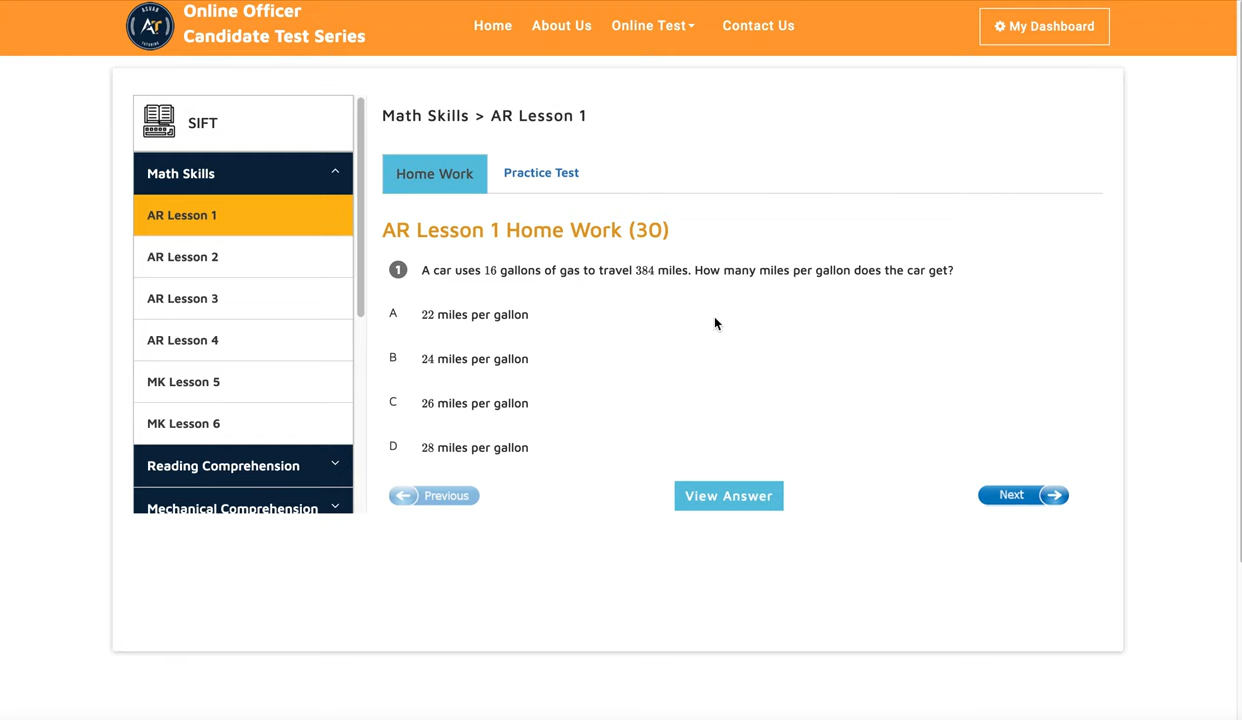 Online Officer
Candidate Test Series
Home
About Us
Online Test
Contact Us
My Dashboard
ASVAB
Ar
TUTORING
SIFT
Math Skills
AR Lesson 1
AR Lesson 2
AR Lesson 3
AR Lesson 4
MK Lesson 5
MK Lesson 6
Reading Comprehension
Mechanical Comprehension
Math Skills > AR Lesson 1
Home Work
Practice Test
AR Lesson 1 Home Work (30)
1 A car uses 16 gallons of gas to travel 384 miles. How many miles per gallon does the car get?
A 22 miles per gallon
B 24 miles per gallon
C 26 miles per gallon
D 28 miles per gallon
Previous
View Answer
Next